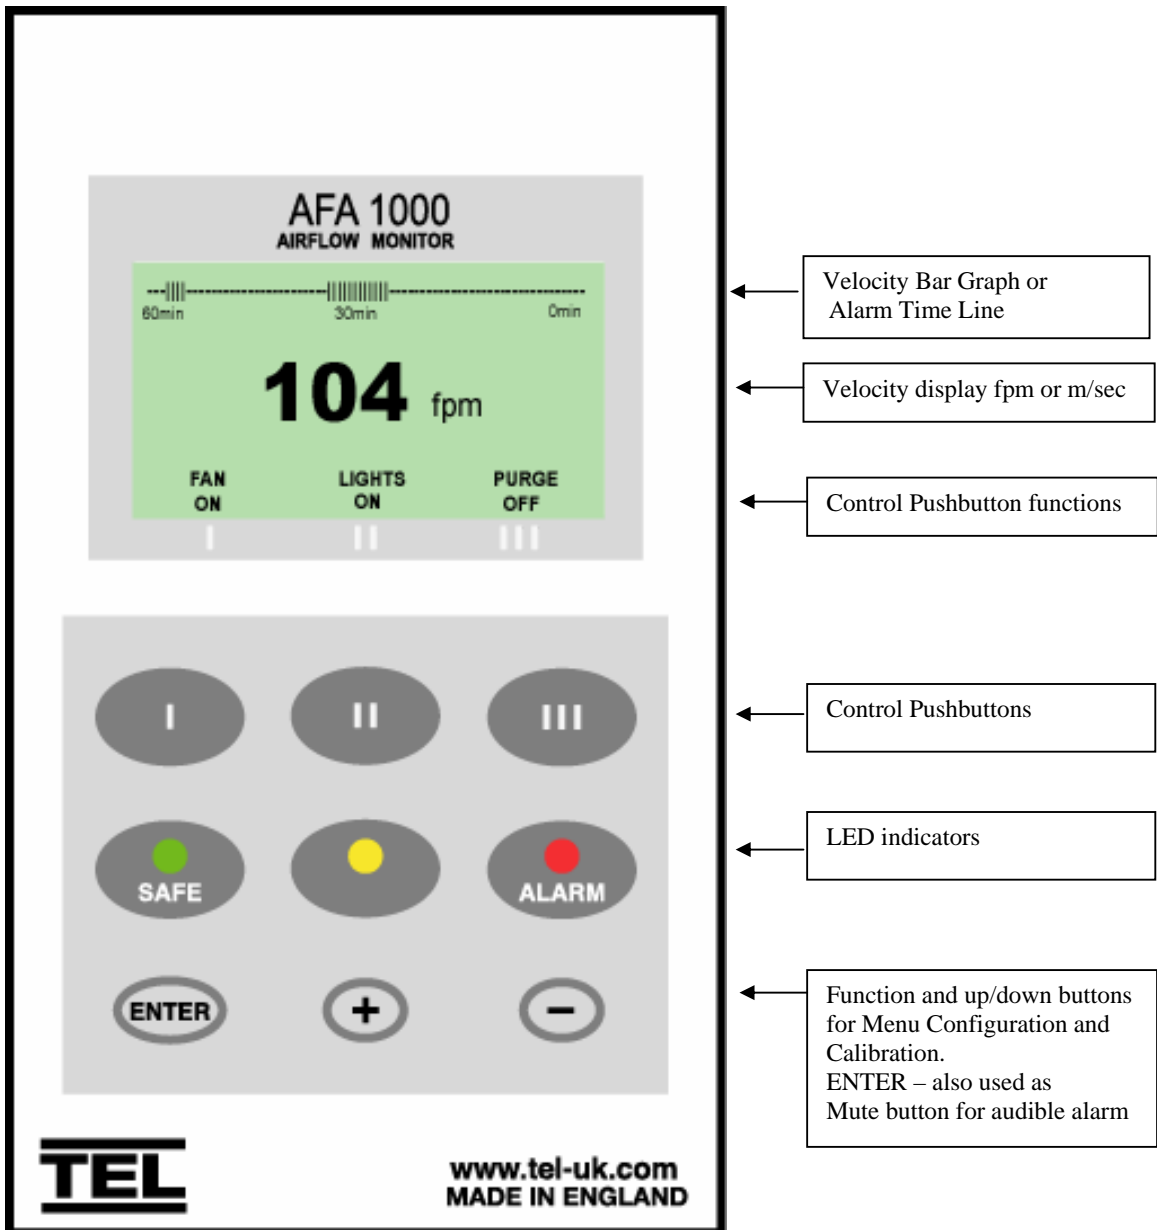 AFA 1000
AIRFLOW MONITOR
60min 30min 0min
104 fpm
FAN LIGHTS PURGE
ON ON OFF
I II III
I II III
SAFE ALARM
ENTER + −
TEL
www.tel-uk.com
MADE IN ENGLAND
Velocity Bar Graph or
Alarm Time Line
Velocity display fpm or m/sec
Control Pushbutton functions
Control Pushbuttons
LED indicators
Function and up/down buttons
for Menu Configuration and
Calibration.
ENTER – also used as
Mute button for audible alarm